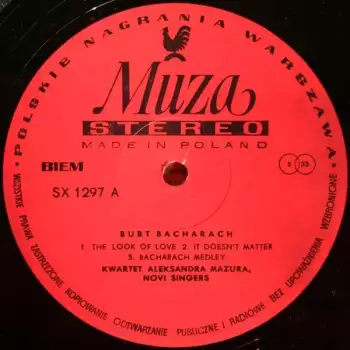 • POLSKIE NAGRANIA WARSZAWA •
Muza
STEREO
MADE IN POLAND
BIEM
SX 1297 A
S 33
BURT BACHARACH
1. THE LOOK OF LOVE 2. IT DOESN'T MATTER
3. BACHARACH MEDLEY
KWARTET ALEKSANDRA MAZURA,
NOVI SINGERS
WSZYSTKIE PRAWA ZASTRZEŻONE KOPIOWANIE ODTWARZANIE PUBLICZNE I RADIOWE BEZ UPOWAŻNIENIA WZBRONIONE